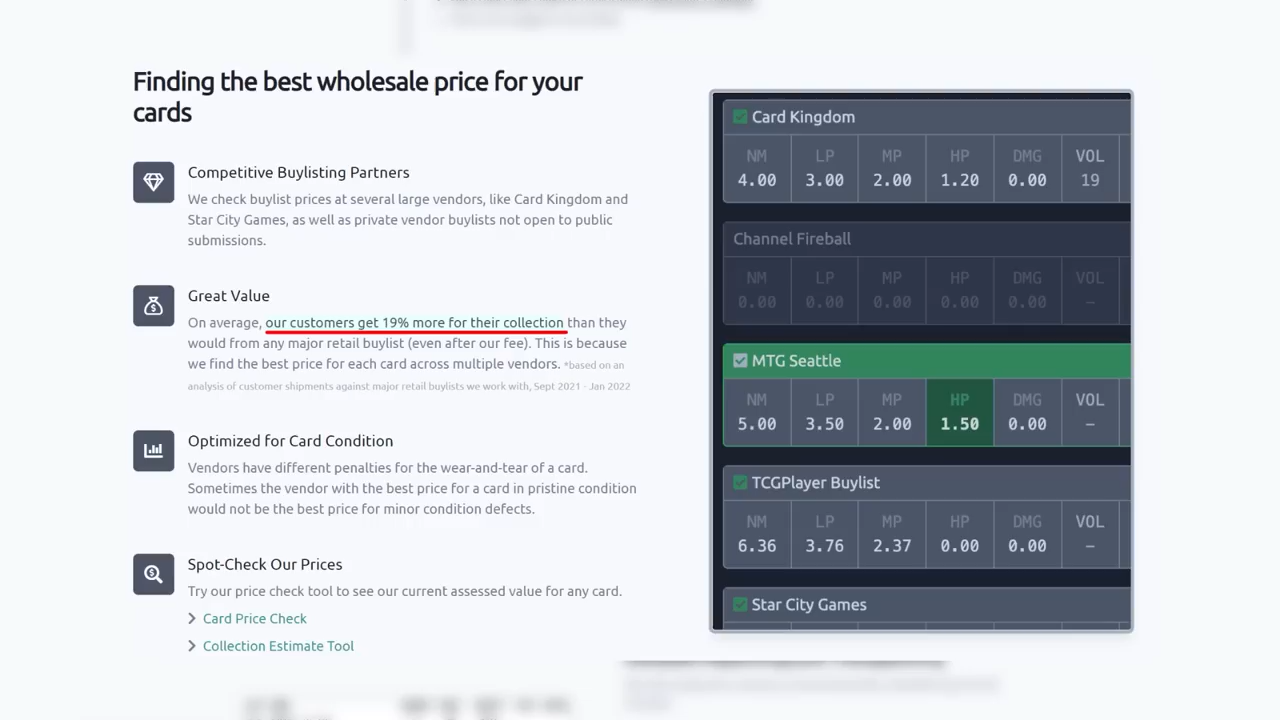 Finding the best wholesale price for your
cards
Competitive Buylisting Partners
We check buylist prices at several large vendors, like Card Kingdom and
Star City Games, as well as private vendor buylists not open to public
submissions.
Great Value
On average, our customers get 19% more for their collection than they
would from any major retail buylist (even after our fee). This is because
we find the best price for each card across multiple vendors. *based on an
analysis of customer shipments against major retail buylists we work with, Sept 2021 - Jan 2022
Optimized for Card Condition
Vendors have different penalties for the wear-and-tear of a card.
Sometimes the vendor with the best price for a card in pristine condition
would not be the best price for minor condition defects.
Spot-Check Our Prices
Try our price check tool to see our current assessed value for any card.
Card Price Check
Collection Estimate Tool
Card Kingdom
NM LP MP HP DMG VOL
4.00 3.00 2.00 1.20 0.00 19
Channel Fireball
NM LP MP HP DMG VOL
0.00 0.00 0.00 0.00 0.00 –
MTG Seattle
NM LP MP HP DMG VOL
5.00 3.50 2.00 1.50 0.00 –
TCGPlayer Buylist
NM LP MP HP DMG VOL
6.36 3.76 2.37 0.00 0.00 –
Star City Games